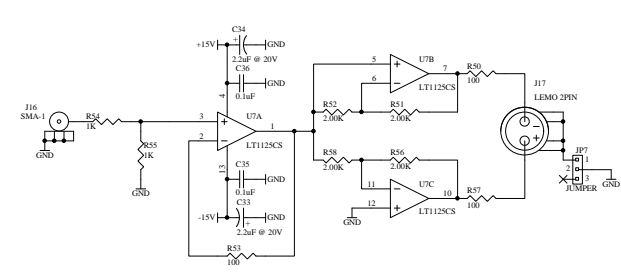 C34
+15V
+
GND
2.2uF @ 20V
C36
GND
0.1uF
4
J16
SMA-1
R54
1K
3
+
U7A
1
2
-
LT1125CS
R55
1K
GND
GND
13
C35
GND
0.1uF
C33
-15V
+
GND
2.2uF @ 20V
R53
100
5
+
U7B
7
6
-
LT1125CS
R50
100
R52
2.00K
R51
2.00K
R58
2.00K
R56
2.00K
11
-
U7C
10
12
+
LT1125CS
GND
R57
100
J17
LEMO 2PIN
-
+
JP7
1
2
3
GND
JUMPER